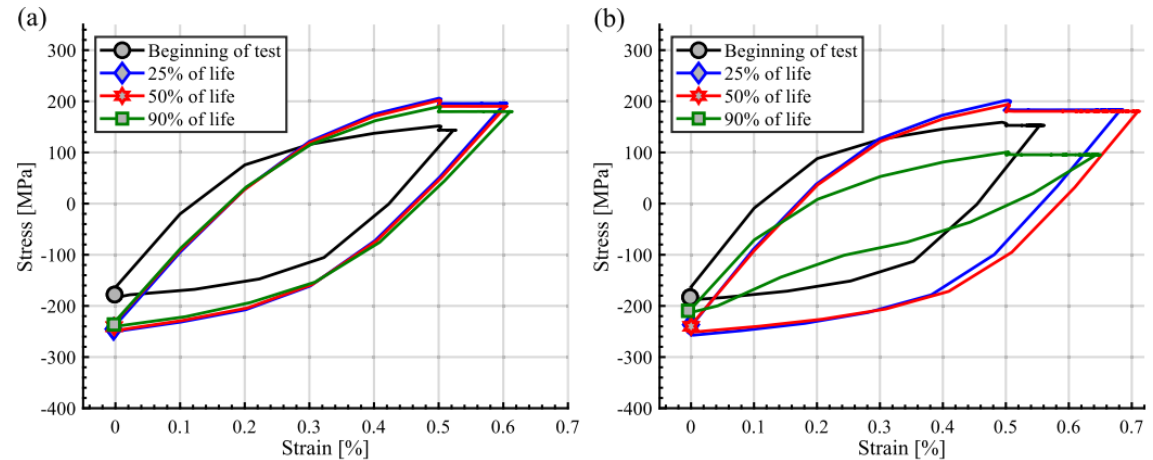 (a)
Stress [MPa]
300
200
100
0
-100
-200
-300
-400
Beginning of test
25% of life
50% of life
90% of life
0 0.1 0.2 0.3 0.4 0.5 0.6 0.7
Strain [%]
(b)
Stress [MPa]
300
200
100
0
-100
-200
-300
-400
Beginning of test
25% of life
50% of life
90% of life
0 0.1 0.2 0.3 0.4 0.5 0.6 0.7
Strain [%]